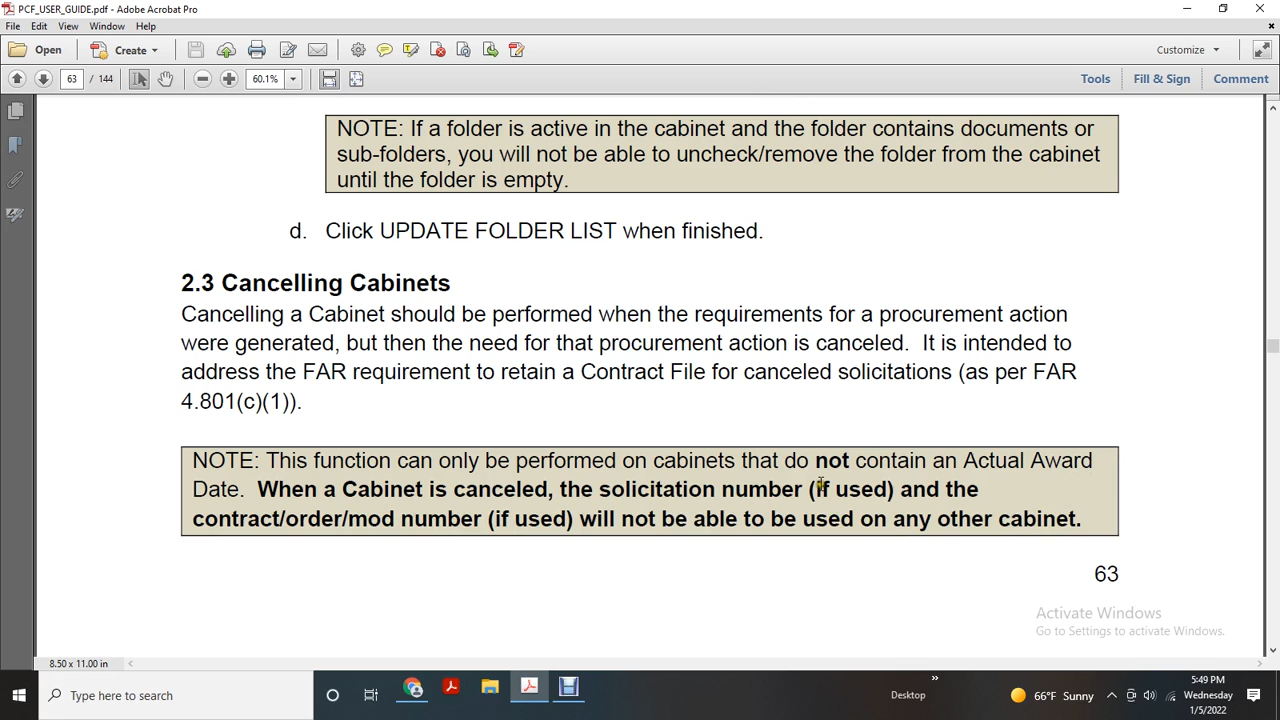 PCF_USER_GUIDE.pdf - Adobe Acrobat Pro
File Edit View Window Help
Open Create Customize
63 / 144 60.1% Tools Fill & Sign Comment
NOTE: If a folder is active in the cabinet and the folder contains documents or
sub-folders, you will not be able to uncheck/remove the folder from the cabinet
until the folder is empty.
d. Click UPDATE FOLDER LIST when finished.
2.3 Cancelling Cabinets
Cancelling a Cabinet should be performed when the requirements for a procurement action
were generated, but then the need for that procurement action is canceled. It is intended to
address the FAR requirement to retain a Contract File for canceled solicitations (as per FAR
4.801(c)(1)).
NOTE: This function can only be performed on cabinets that do not contain an Actual Award
Date. When a Cabinet is canceled, the solicitation number (if used) and the
contract/order/mod number (if used) will not be able to be used on any other cabinet.
63
Activate Windows
Go to Settings to activate Windows.
8.50 x 11.00 in
Type here to search
Desktop
66°F Sunny
5:49 PM
Wednesday
1/5/2022